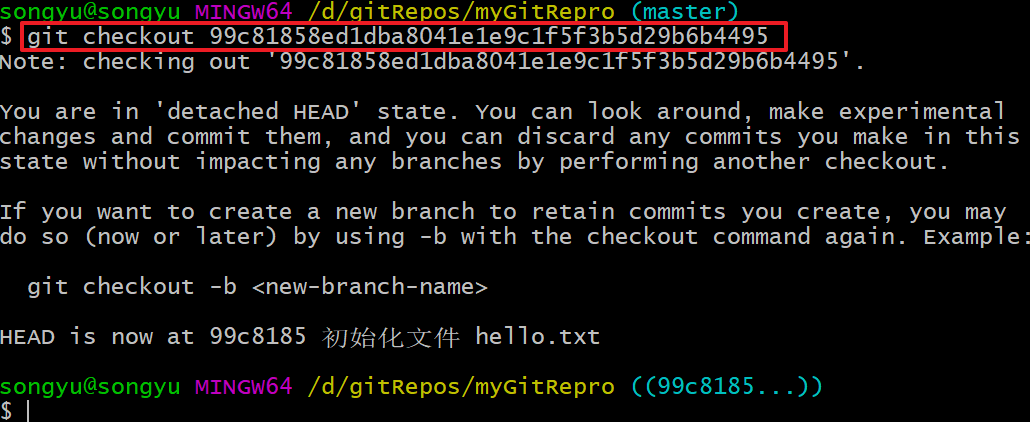 songyu@songyu MINGW64 /d/gitRepos/myGitRepro (master)
$ git checkout 99c81858ed1dba8041e1e9c1f5f3b5d29b6b4495
Note: checking out '99c81858ed1dba8041e1e9c1f5f3b5d29b6b4495'.
You are in 'detached HEAD' state. You can look around, make experimental
changes and commit them, and you can discard any commits you make in this
state without impacting any branches by performing another checkout.
If you want to create a new branch to retain commits you create, you may
do so (now or later) by using -b with the checkout command again. Example:
git checkout -b <new-branch-name>
HEAD is now at 99c8185 初始化文件 hello.txt
songyu@songyu MINGW64 /d/gitRepos/myGitRepro ((99c8185...))
$